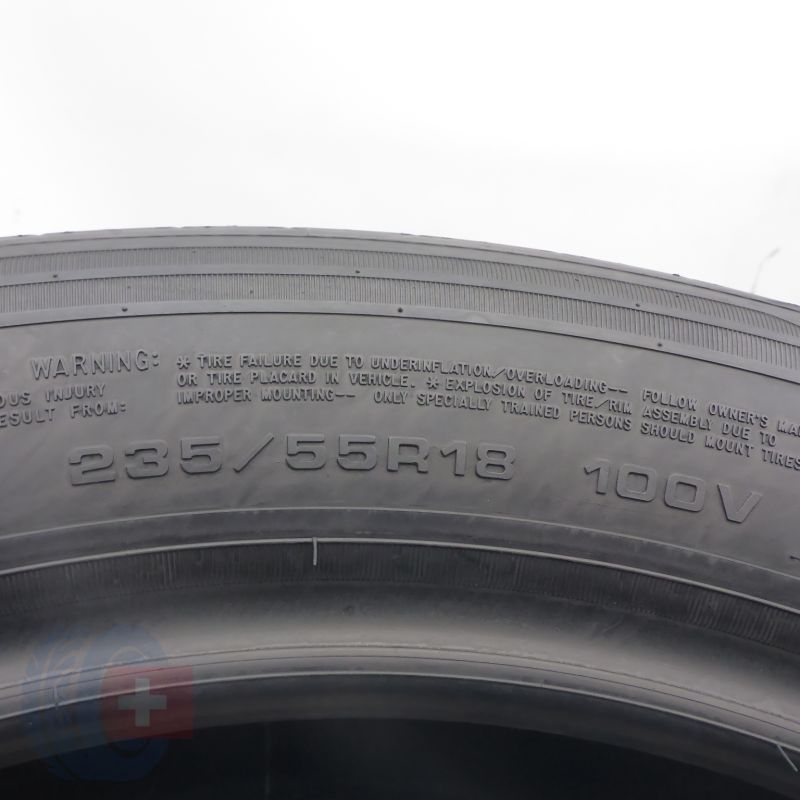 WARNING:
INJURY
RESULT FROM:
* TIRE FAILURE DUE TO UNDERINFLATION/OVERLOADING-- FOLLOW OWNER'S
OR TIRE PLACARD IN VEHICLE. * EXPLOSION OF TIRE/RIM ASSEMBLY DUE TO
IMPROPER MOUNTING-- ONLY SPECIALLY TRAINED PERSONS SHOULD MOUNT TIRES
235/55R18 100V